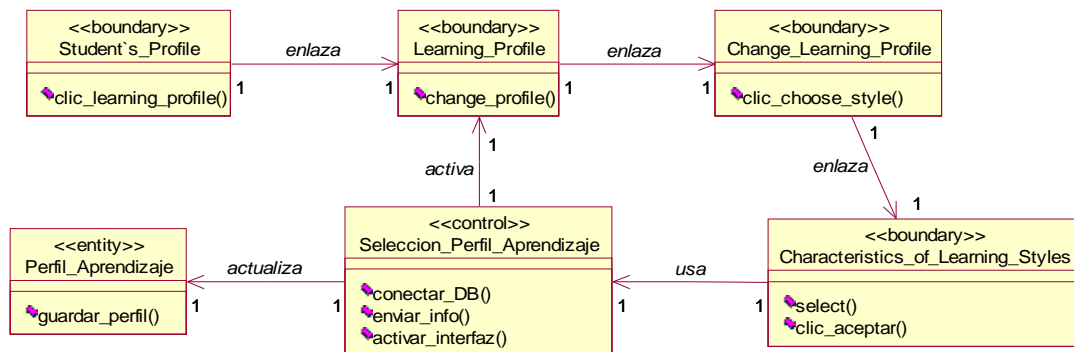 <<boundary>>
Student`s_Profile
clic_learning_profile()
enlaza
1
1
<<boundary>>
Learning_Profile
change_profile()
enlaza
1
1
<<boundary>>
Change_Learning_Profile
clic_choose_style()
1
enlaza
1
1
activa
1
<<entity>>
Perfil_Aprendizaje
guardar_perfil()
actualiza
1
1
<<control>>
Seleccion_Perfil_Aprendizaje
conectar_DB()
enviar_info()
activar_interfaz()
usa
1
1
<<boundary>>
Characteristics_of_Learning_Styles
select()
clic_aceptar()